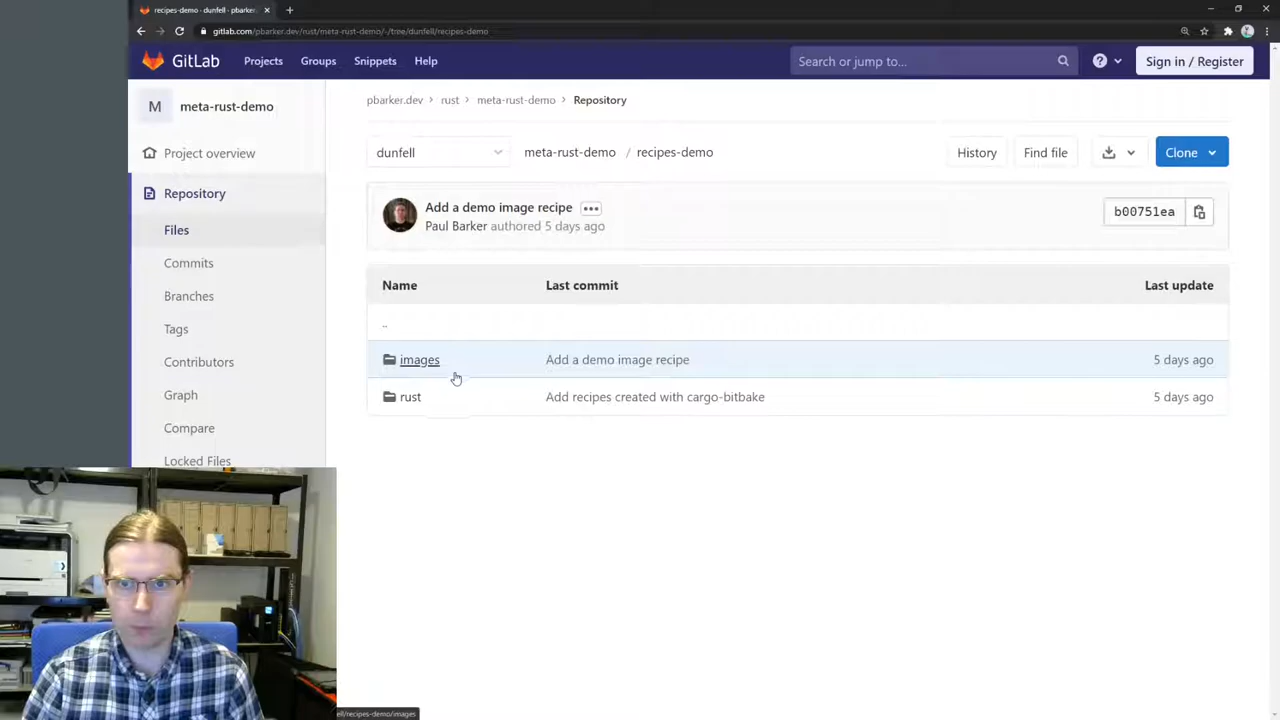 recipes-demo · dunfell · pbarker
gitlab.com/pbarker.dev/rust/meta-rust-demo/-/tree/dunfell/recipes-demo
GitLab Projects Groups Snippets Help Search or jump to... Sign in / Register
M meta-rust-demo
pbarker.dev rust meta-rust-demo Repository
Project overview
dunfell meta-rust-demo / recipes-demo History Find file Clone
Repository
Add a demo image recipe
Paul Barker authored 5 days ago
b00751ea
Files
Commits
Branches
Tags
Contributors
Graph
Compare
Locked Files
Name Last commit Last update
..
images Add a demo image recipe 5 days ago
rust Add recipes created with cargo-bitbake 5 days ago
ell/recipes-demo/images